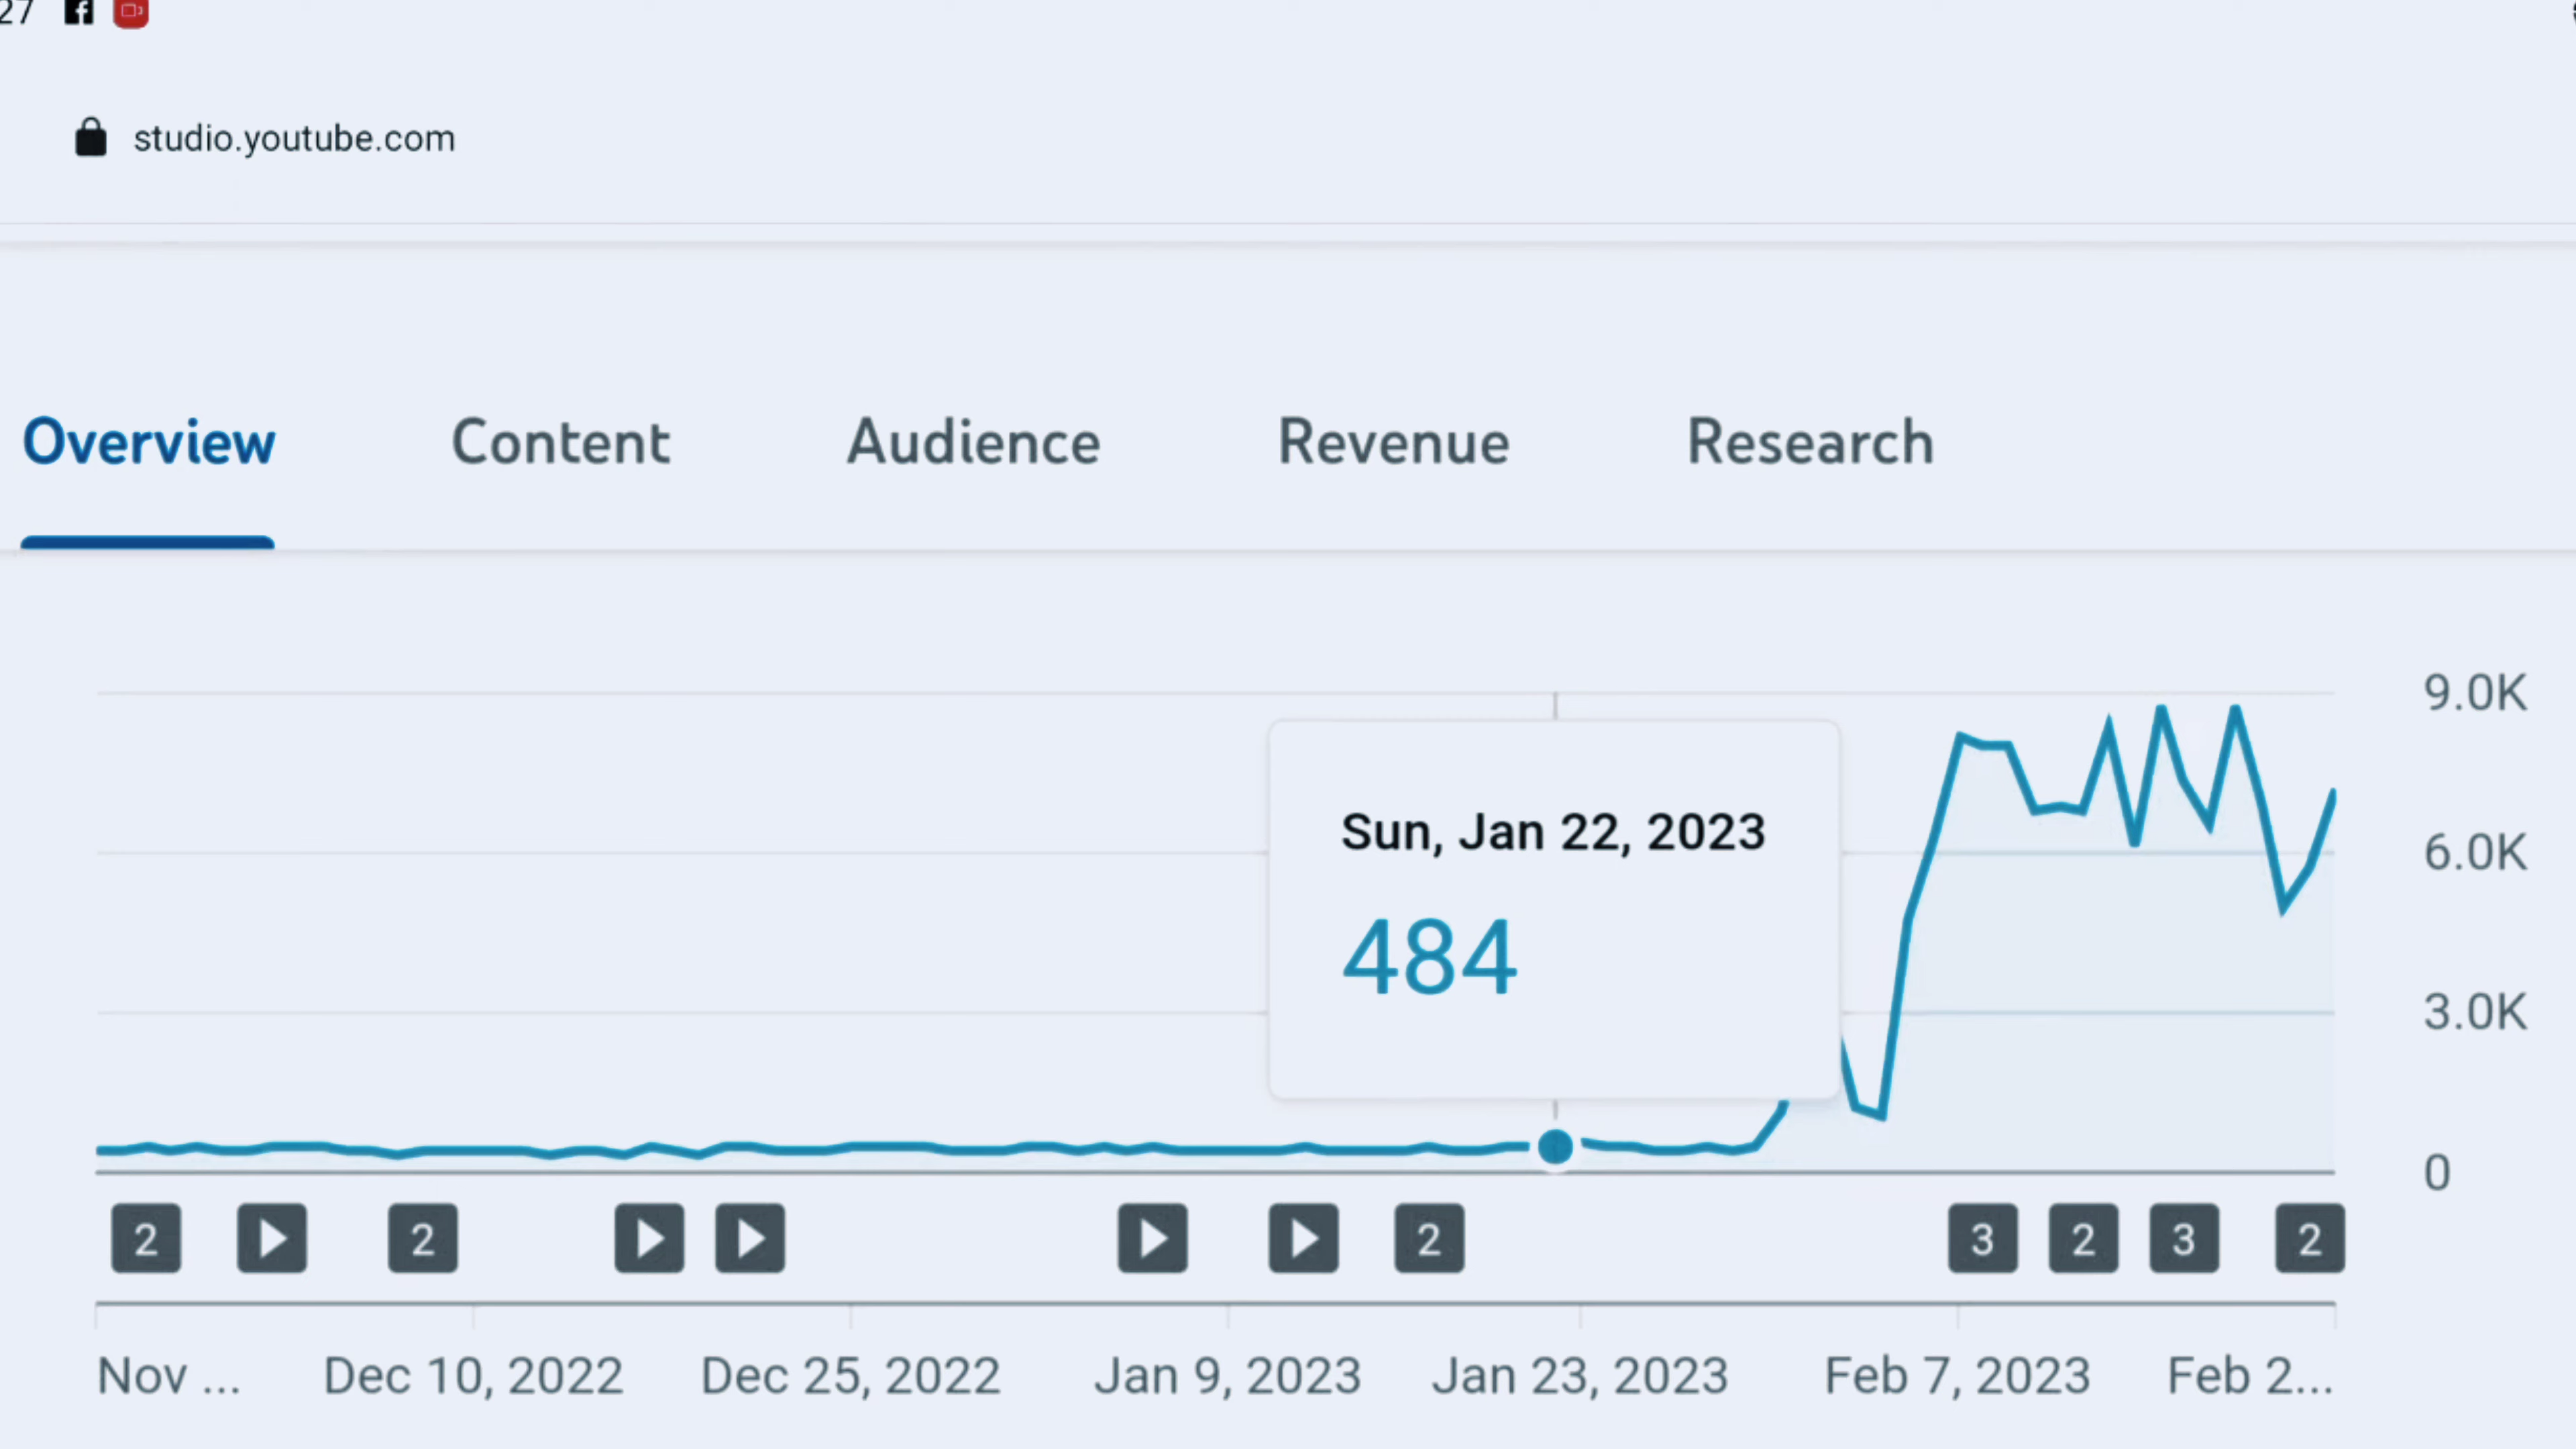 27
studio.youtube.com
Overview Content Audience Revenue Research
9.0K
Sun, Jan 22, 2023
6.0K
484
3.0K
0
2 2 2 3 2 3 2
Nov ... Dec 10, 2022 Dec 25, 2022 Jan 9, 2023 Jan 23, 2023 Feb 7, 2023 Feb 2...